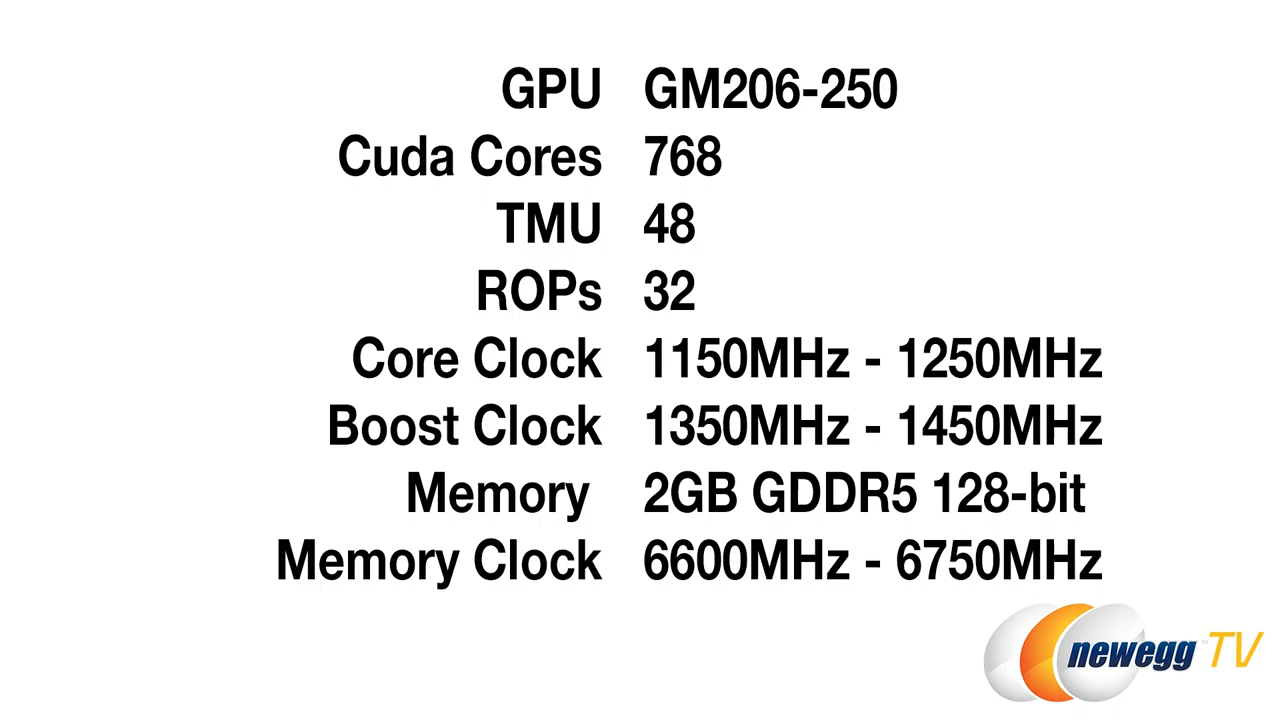 GPU GM206-250
Cuda Cores 768
TMU 48
ROPs 32
Core Clock 1150MHz - 1250MHz
Boost Clock 1350MHz - 1450MHz
Memory 2GB GDDR5 128-bit
Memory Clock 6600MHz - 6750MHz
newegg TV